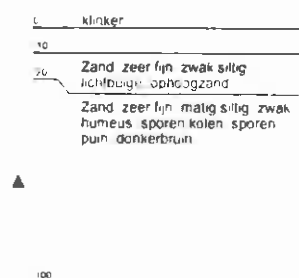 0 klinker
10
Zand zeer fijn zwak siltig
lichtbeige ophoogzand
Zand zeer fijn matig siltig zwak
humeus sporen kolen sporen
puin donkerbruin
100